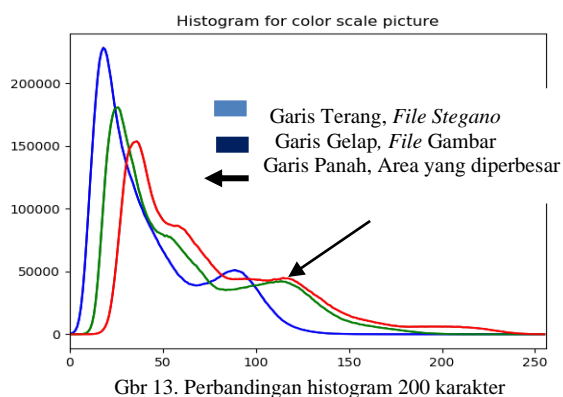 Histogram for color scale picture
200000
150000
100000
50000
0
Garis Terang, File Stegano
Garis Gelap, File Gambar
Garis Panah, Area yang diperbesar
0 50 100 150 200 250
Gbr 13. Perbandingan histogram 200 karakter